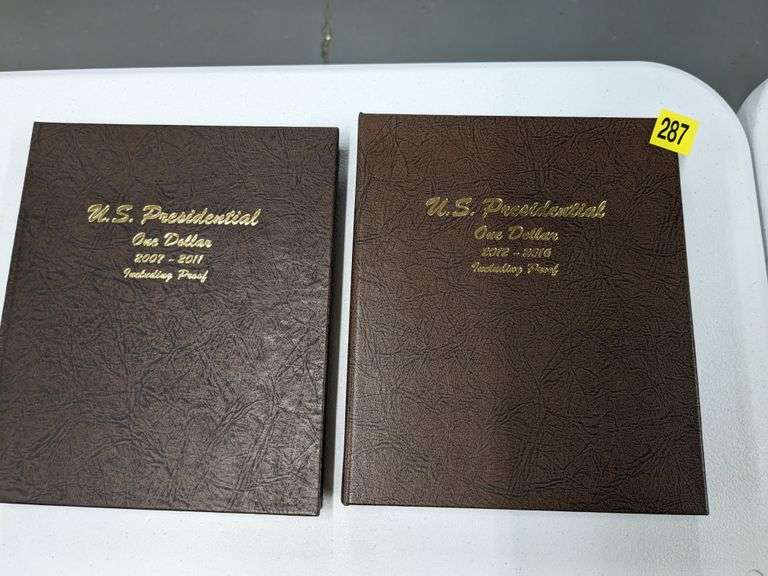 U.S. Presidential
One Dollar
2007 - 2011
Including Proof
U.S. Presidential
One Dollar
2012 - 2016
Including Proof
287